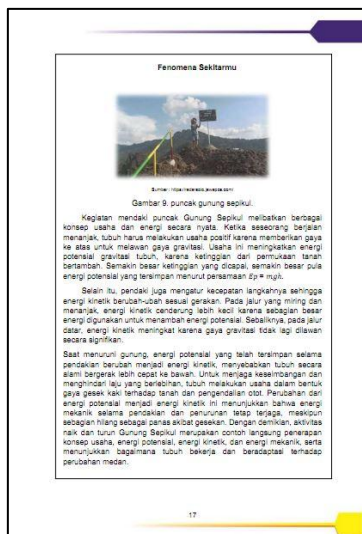 Fenomena Sekitarmu
Gambar 9. puncak gunung sepikul.
Kegiatan mendaki puncak Gunung Sepikul melibatkan berbagai
konsep usaha dan energi secara nyata. Ketika seseorang berjalan
menanjak, tubuh harus melakukan usaha positif karena memberikan gaya
ke atas untuk melawan gaya gravitasi. Usaha ini meningkatkan energi
potensial gravitasi tubuh, karena ketinggian dari permukaan tanah
bertambah. Semakin besar ketinggian yang dicapai, semakin besar pula
energi potensial yang tersimpan menurut persamaan Ep = mgh.
Selain itu, pendaki juga mengatur kecepatan langkahnya sehingga
energi kinetik berubah-ubah sesuai gerakan. Pada jalur yang miring dan
menanjak, energi kinetik cenderung lebih kecil karena sebagian besar
energi digunakan untuk menambah energi potensial. Sebaliknya, pada jalur
datar, energi kinetik meningkat karena gaya gravitasi tidak lagi dilawan
secara signifikan.
Saat menuruni gunung, energi potensial yang telah tersimpan selama
pendakian berubah menjadi energi kinetik, menyebabkan tubuh secara
alami bergerak lebih cepat ke bawah. Untuk menjaga keseimbangan dan
menghindari laju yang berlebihan, tubuh melakukan usaha dalam bentuk
gaya gesek kaki terhadap tanah dan pengendalian otot. Perubahan dari
energi potensial menjadi energi kinetik ini menunjukkan bahwa energi
mekanik selama pendakian dan penurunan tetap terjaga, meskipun
sebagian hilang sebagai panas akibat gesekan. Dengan demikian, aktivitas
naik dan turun Gunung Sepikul merupakan contoh langsung penerapan
konsep usaha, energi potensial, energi kinetik, dan energi mekanik, serta
menunjukkan bagaimana tubuh bekerja dan beradaptasi terhadap
perubahan medan.
17